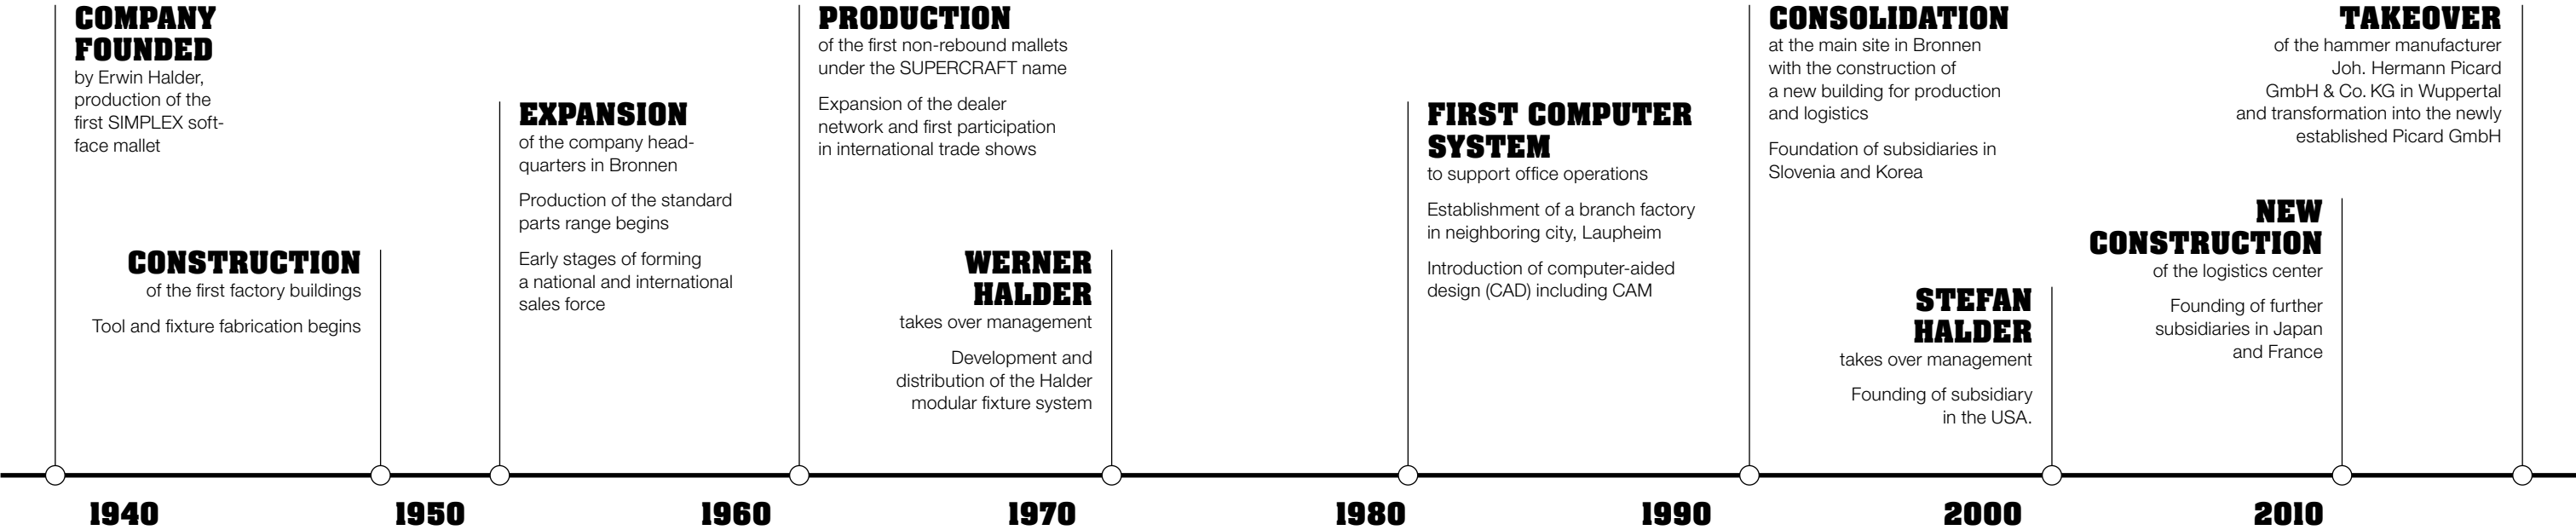 COMPANY
FOUNDED
by Erwin Halder,
production of the
first SIMPLEX soft-
face mallet
CONSTRUCTION
of the first factory buildings
Tool and fixture fabrication begins
EXPANSION
of the company head-
quarters in Bronnen
Production of the standard
parts range begins
Early stages of forming
a national and international
sales force
PRODUCTION
of the first non-rebound mallets
under the SUPERCRAFT name
Expansion of the dealer
network and first participation
in international trade shows
WERNER
HALDER
takes over management
Development and
distribution of the Halder
modular fixture system
FIRST COMPUTER
SYSTEM
to support office operations
Establishment of a branch factory
in neighboring city, Laupheim
Introduction of computer-aided
design (CAD) including CAM
CONSOLIDATION
at the main site in Bronnen
with the construction of
a new building for production
and logistics
Foundation of subsidiaries in
Slovenia and Korea
STEFAN
HALDER
takes over management
Founding of subsidiary
in the USA.
NEW
CONSTRUCTION
of the logistics center
Founding of further
subsidiaries in Japan
and France
TAKEOVER
of the hammer manufacturer
Joh. Hermann Picard
GmbH & Co. KG in Wuppertal
and transformation into the newly
established Picard GmbH
1940 1950 1960 1970 1980 1990 2000 2010